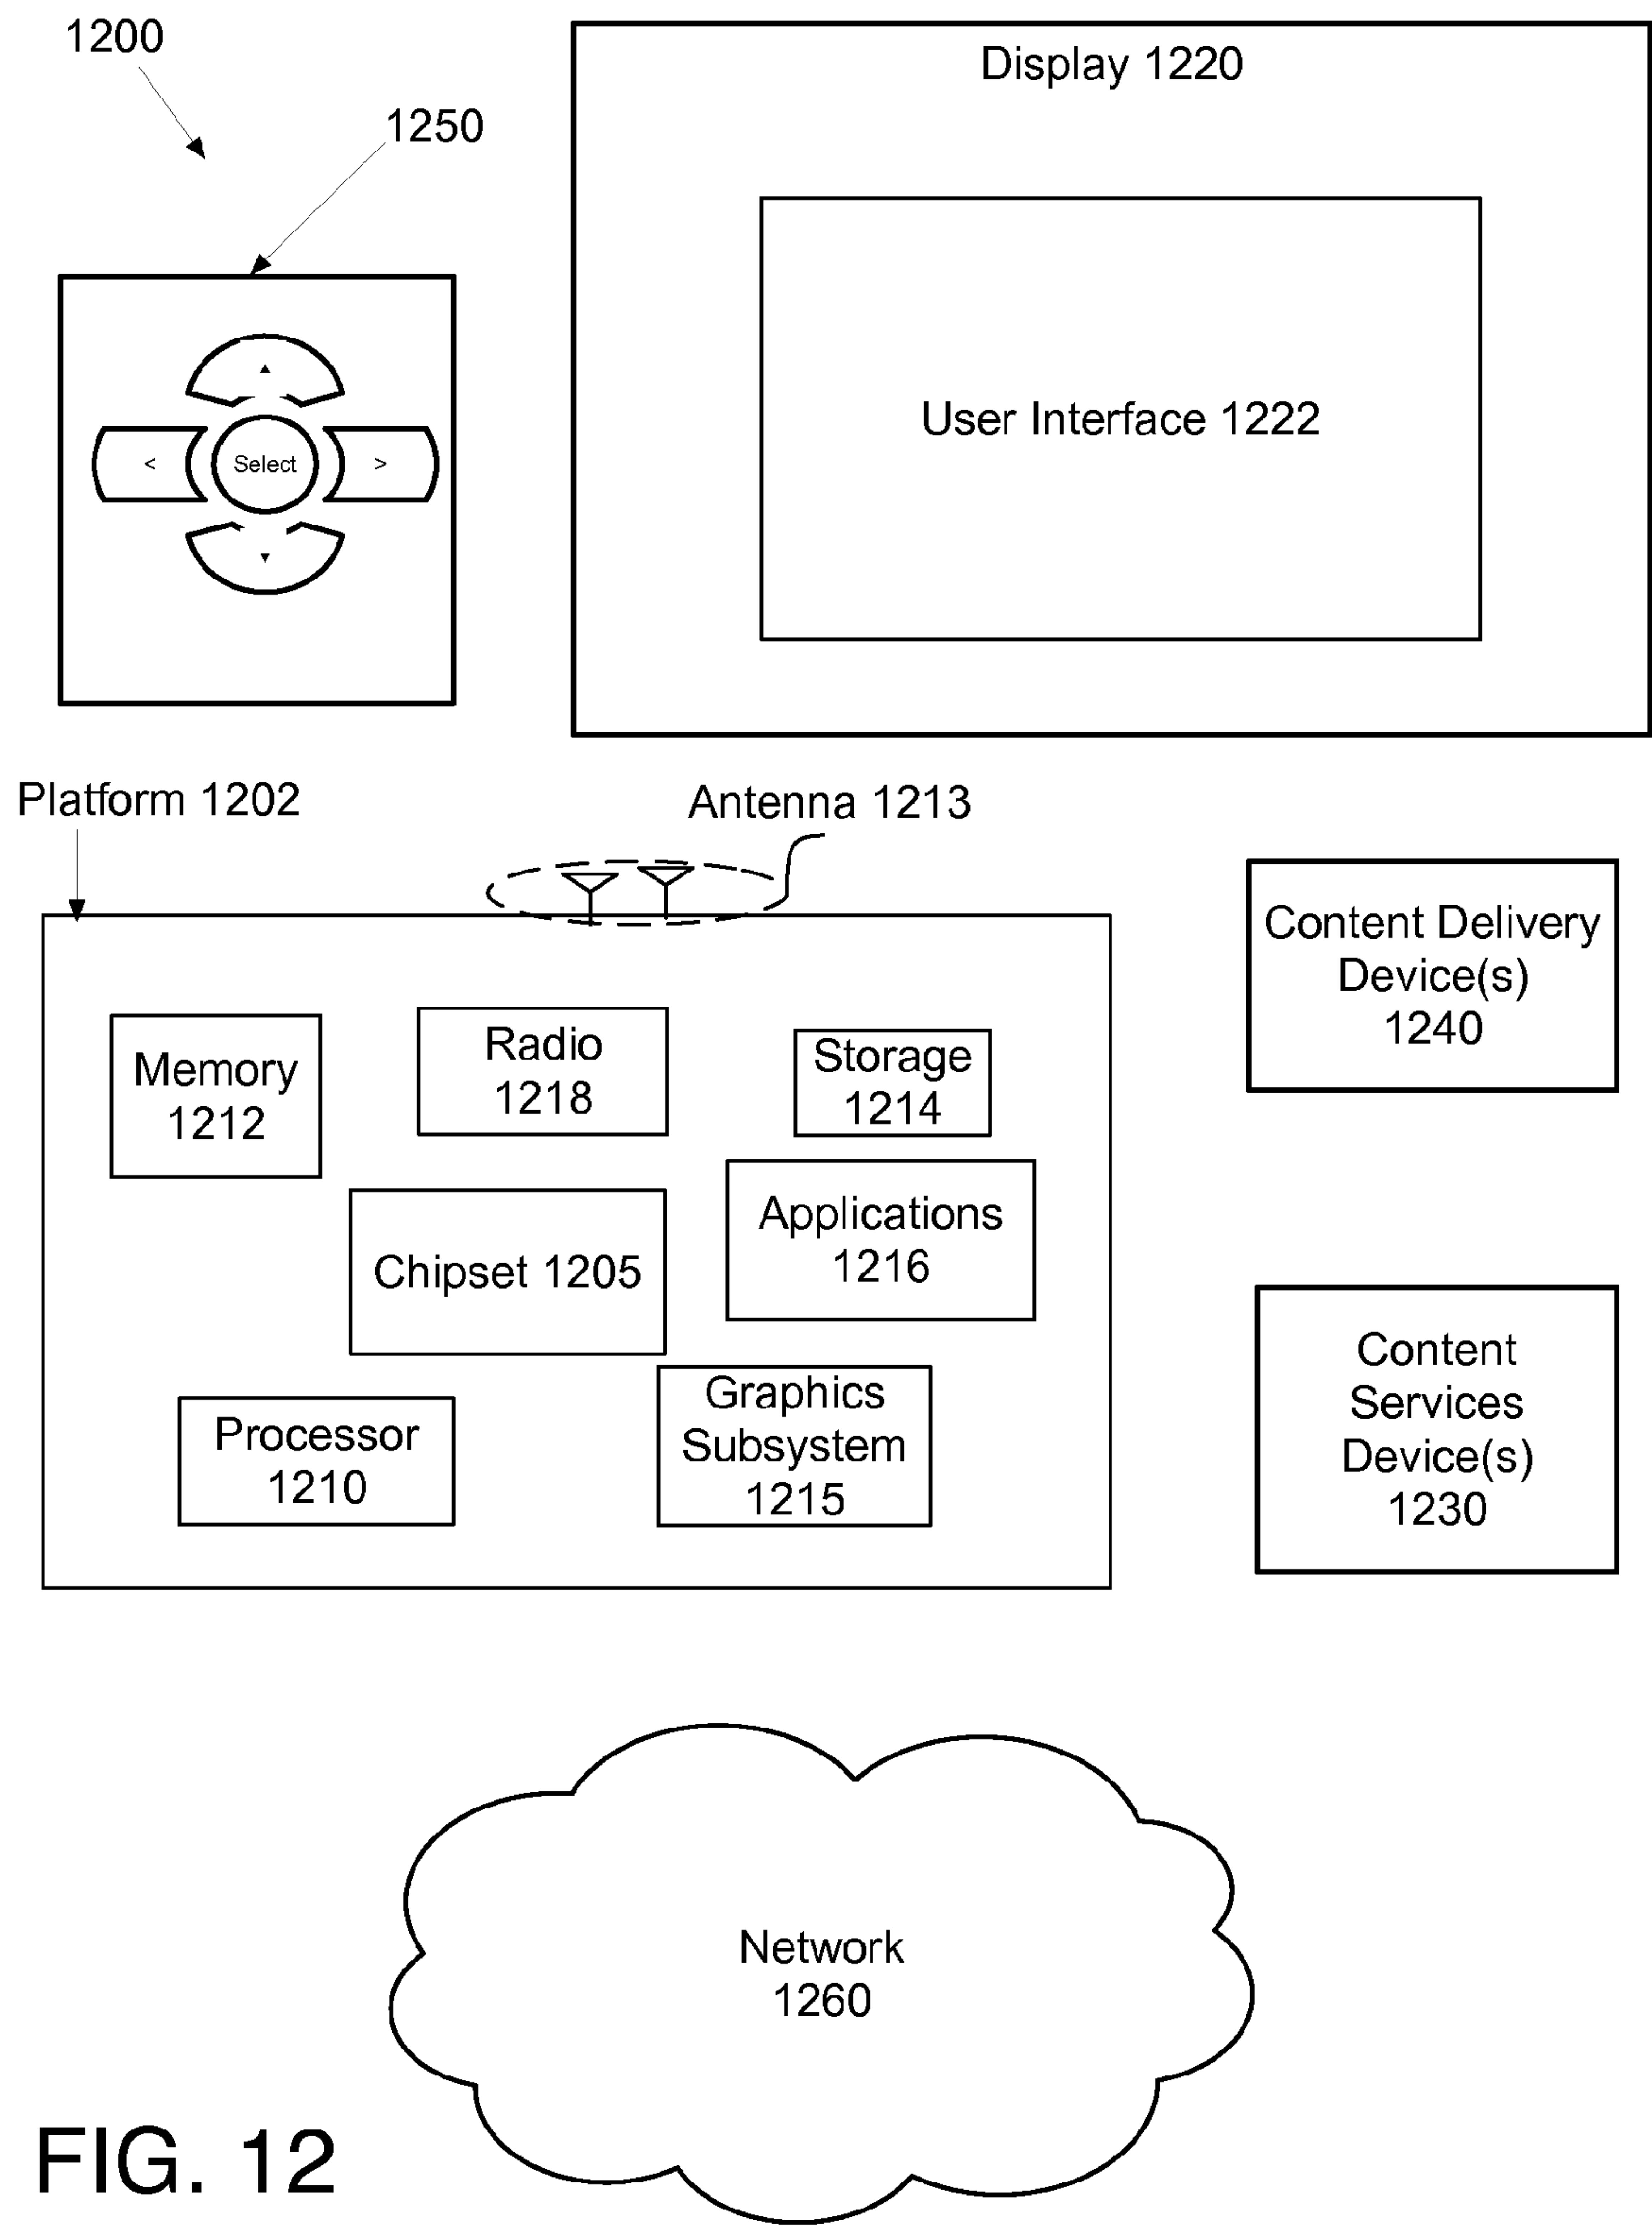 1200
1250
Display 1220
User Interface 1222
<
Select
>
Platform 1202
Antenna 1213
Memory
1212
Radio
1218
Storage
1214
Chipset 1205
Applications
1216
Processor
1210
Graphics
Subsystem
1215
Content Delivery
Device(s)
1240
Content
Services
Device(s)
1230
Network
1260
FIG. 12